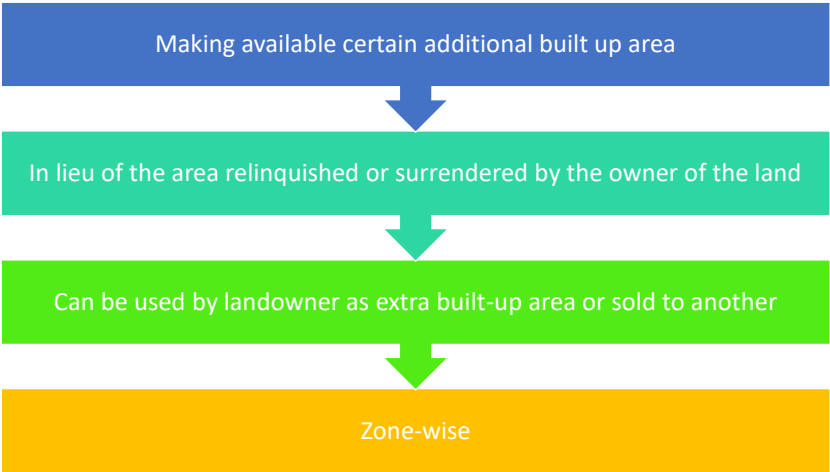 Making available certain additional built up area
In lieu of the area relinquished or surrendered by the owner of the land
Can be used by landowner as extra built-up area or sold to another
Zone-wise